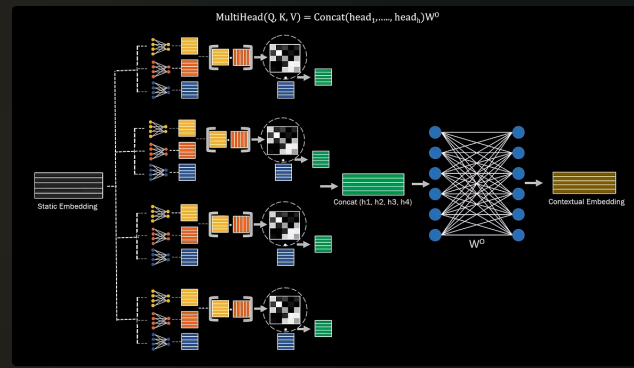 MultiHead(Q, K, V) = Concat(head₁,....., headₕ)Wᴼ
Static Embedding
Concat (h1, h2, h3, h4)
Wᴼ
Contextual Embedding